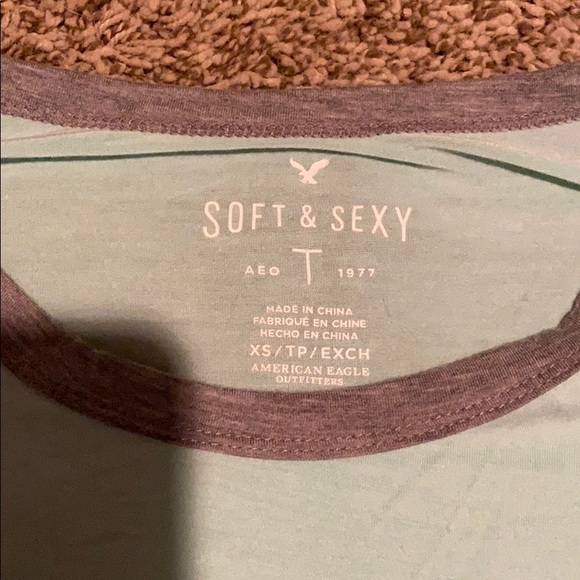 SOFT & SEXY
AEO T 1977
MADE IN CHINA
FABRIQUÉ EN CHINE
HECHO EN CHINA
XS/TP/EXCH
AMERICAN EAGLE
OUTFITTERS